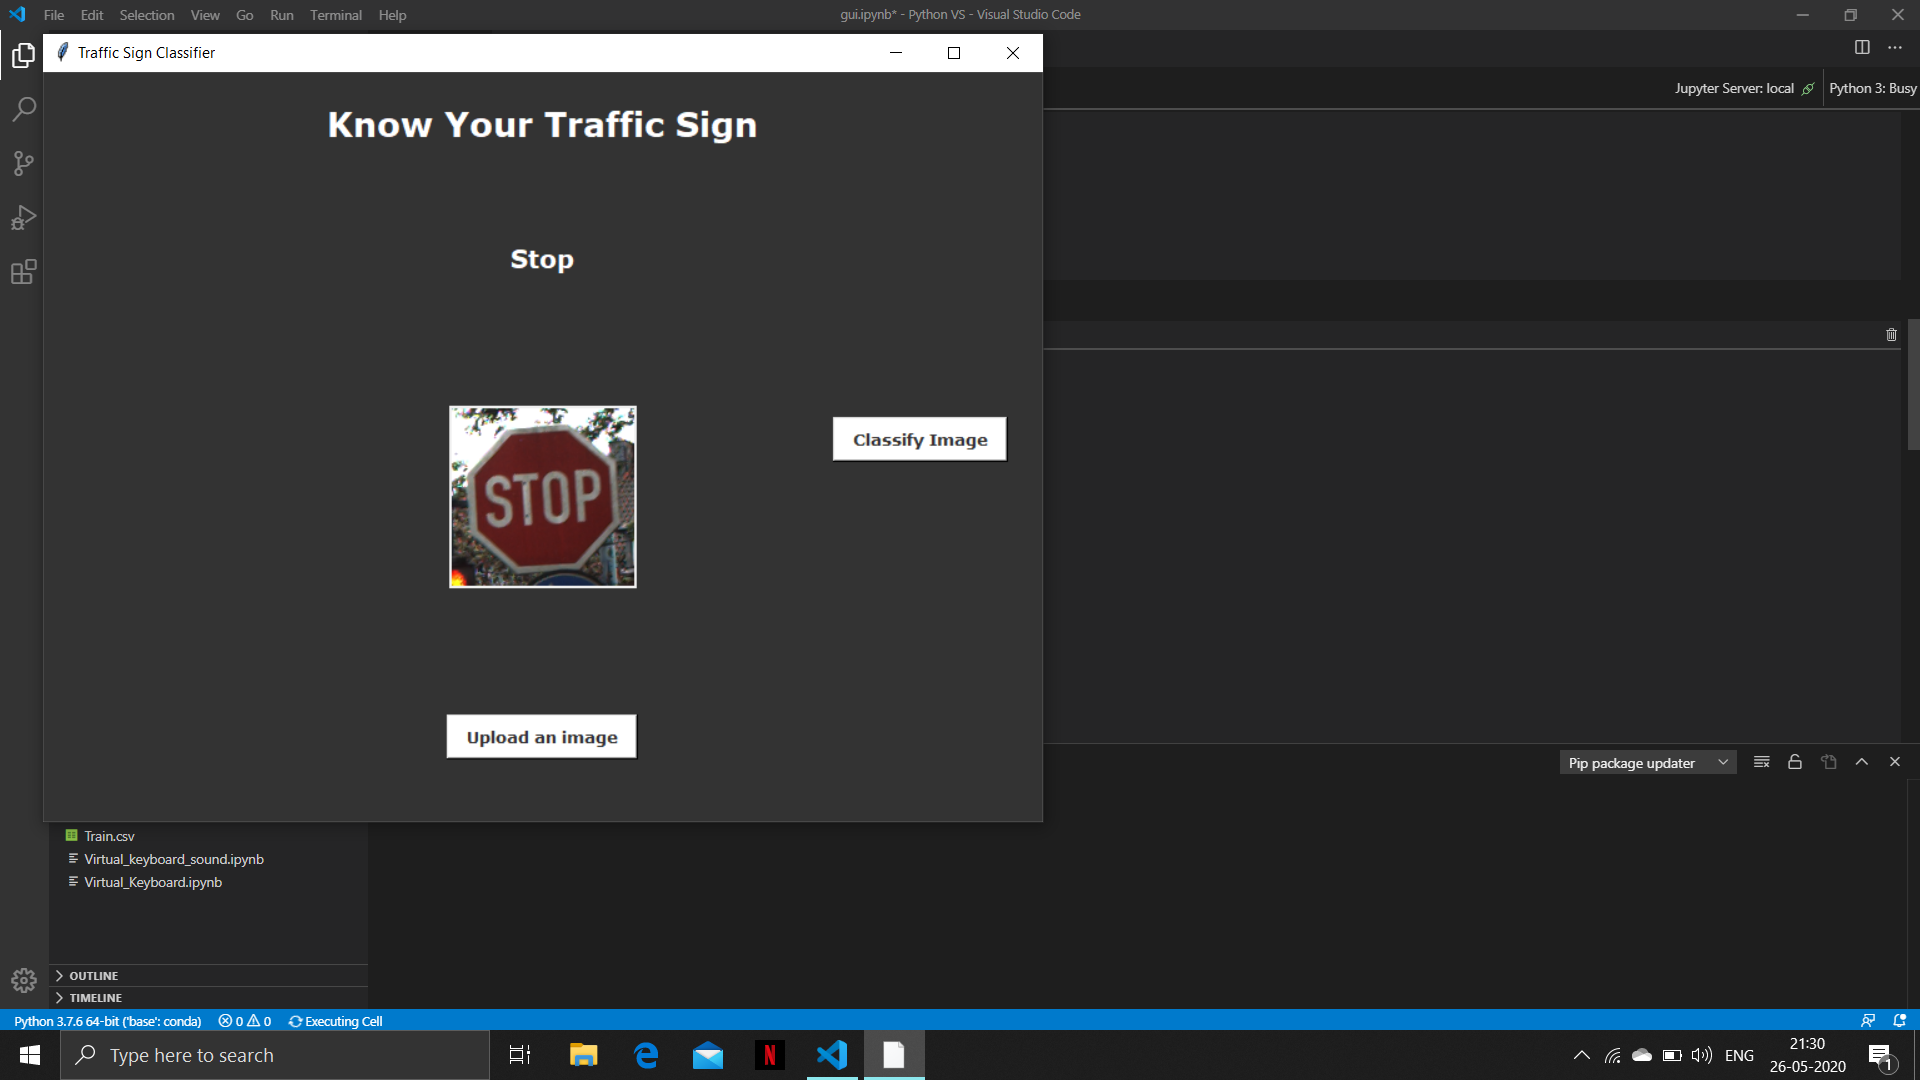 File Edit Selection View Go Run Terminal Help
gui.ipynb* - Python VS - Visual Studio Code
Traffic Sign Classifier
Jupyter Server: local
Python 3: Busy
Know Your Traffic Sign
Stop
STOP
Classify Image
Upload an image
Pip package updater
Train.csv
Virtual_keyboard_sound.ipynb
Virtual_Keyboard.ipynb
OUTLINE
TIMELINE
Python 3.7.6 64-bit ('base': conda) 0 0 Executing Cell
Type here to search
N
ENG
21:30
26-05-2020
1